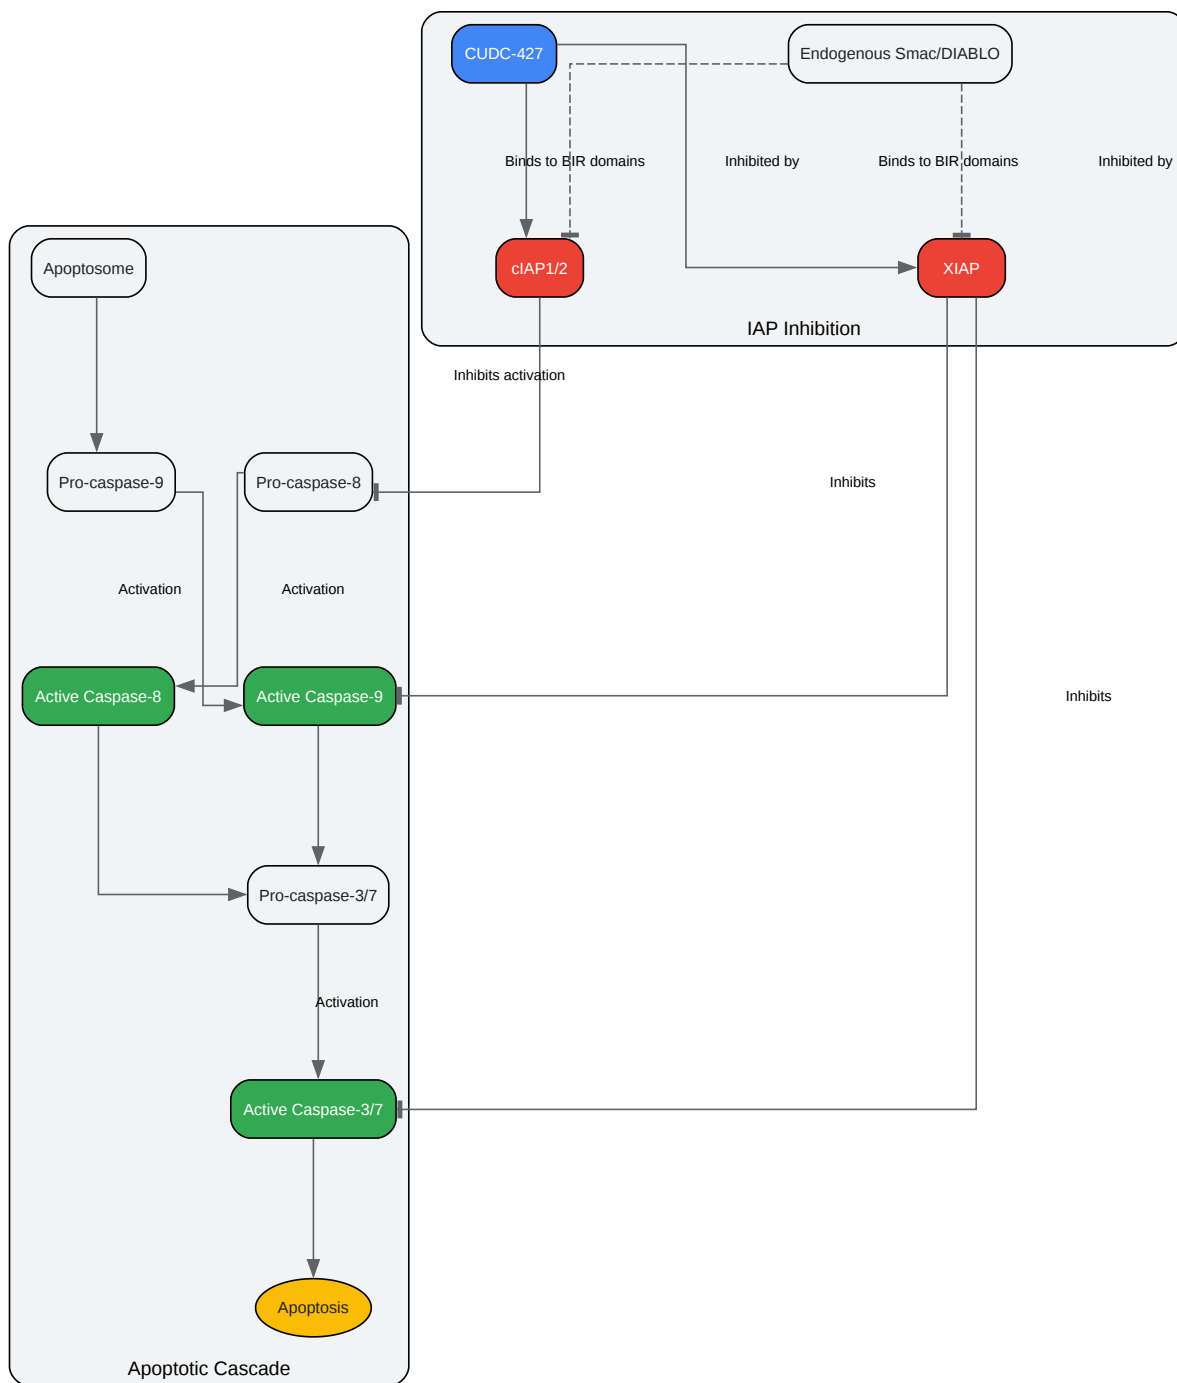 CUDC-427
Endogenous Smac/DIABLO
Binds to BIR domains
Inhibited by
Binds to BIR domains
Inhibited by
Apoptosome
cIAP1/2
XIAP
IAP Inhibition
Inhibits activation
Pro-caspase-9
Pro-caspase-8
Inhibits
Activation
Activation
Active Caspase-8
Active Caspase-9
Inhibits
Pro-caspase-3/7
Activation
Active Caspase-3/7
Apoptosis
Apoptotic Cascade